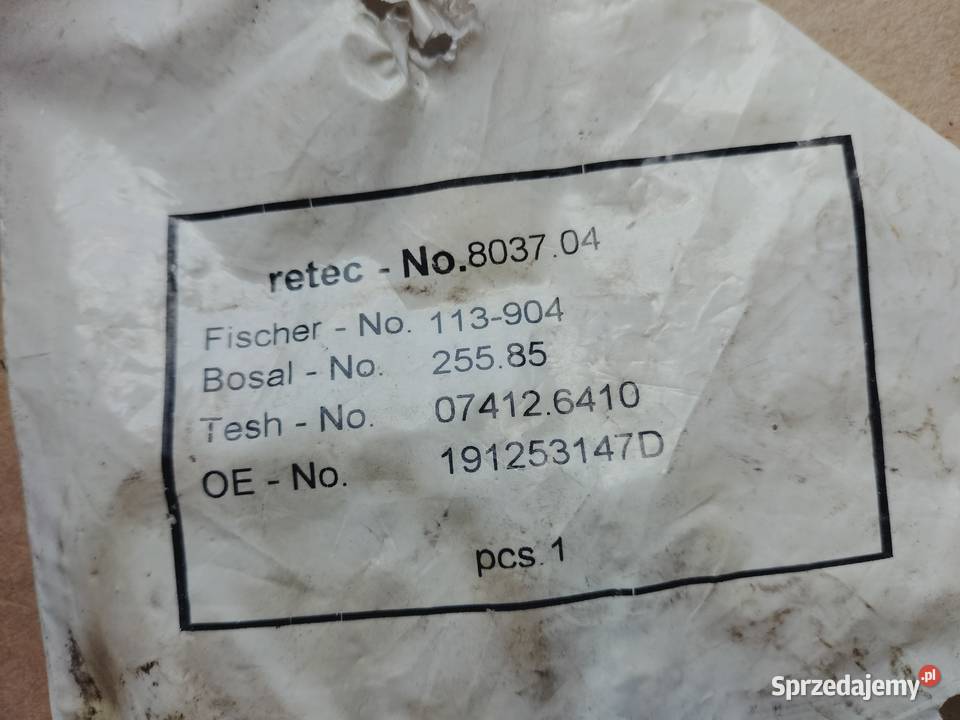 retec - No.8037.04
Fischer - No. 113-904
Bosal - No. 255.85
Tesh - No. 07412.6410
OE - No. 191253147D
pcs.1
Sprzedajemy.pl